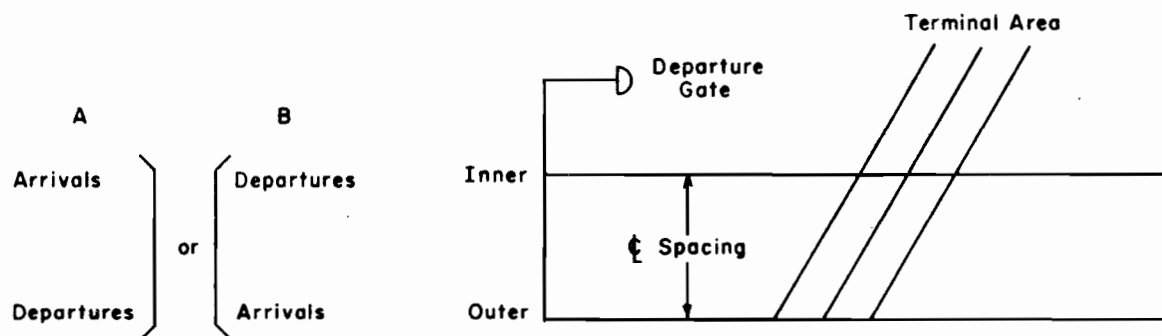 Terminal Area
Departure
Gate
A B
Arrivals Departures Inner
or ℄ Spacing
Departures Arrivals Outer